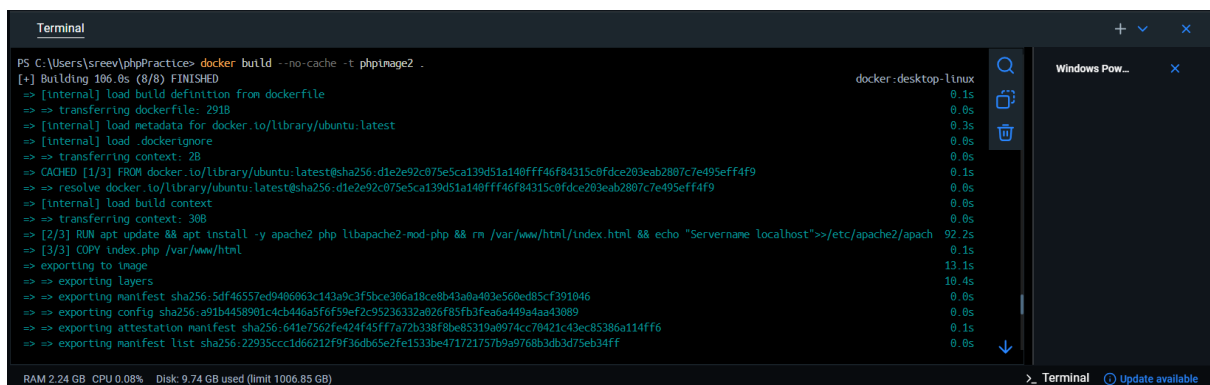 Terminal
PS C:\Users\sreev\phpPractice> docker build --no-cache -t phpimage2 .
[+] Building 106.0s (8/8) FINISHED docker:desktop-linux
=> [internal] load build definition from dockerfile 0.1s
=> => transferring dockerfile: 291B 0.0s
=> [internal] load metadata for docker.io/library/ubuntu:latest 0.3s
=> [internal] load .dockerignore 0.0s
=> => transferring context: 2B 0.0s
=> CACHED [1/3] FROM docker.io/library/ubuntu:latest@sha256:d1e2e92c075e5ca139d51a140fff46f84315c0fdce203eab2807c7e495eff4f9 0.1s
=> => resolve docker.io/library/ubuntu:latest@sha256:d1e2e92c075e5ca139d51a140fff46f84315c0fdce203eab2807c7e495eff4f9 0.0s
=> [internal] load build context 0.0s
=> => transferring context: 30B 0.0s
=> [2/3] RUN apt update && apt install -y apache2 php libapache2-mod-php && rm /var/www/html/index.html && echo "Servername localhost">>/etc/apache2/apach 92.2s
=> [3/3] COPY index.php /var/www/html 0.1s
=> exporting to image 13.1s
=> => exporting layers 10.4s
=> => exporting manifest sha256:5df46557ed9406063c143a9c3f5bce306a18ce8b43a0a403e560ed85cf391046 0.0s
=> => exporting config sha256:a91b4458901c4cb446a5f6f59ef2c95236332a026f85fb3fea6a449a4aa43089 0.0s
=> => exporting attestation manifest sha256:641e7562fe424f45ff7a72b338f8be85319a0974cc70421c43ec85386a114ff6 0.1s
=> => exporting manifest list sha256:22935ccc1d66212f9f36db65e2fe1533be471721757b9a9768b3db3d75eb34ff 0.0s
Windows Pow...
RAM 2.24 GB CPU 0.08% Disk: 9.74 GB used (limit 1006.85 GB)
>_ Terminal
Update available